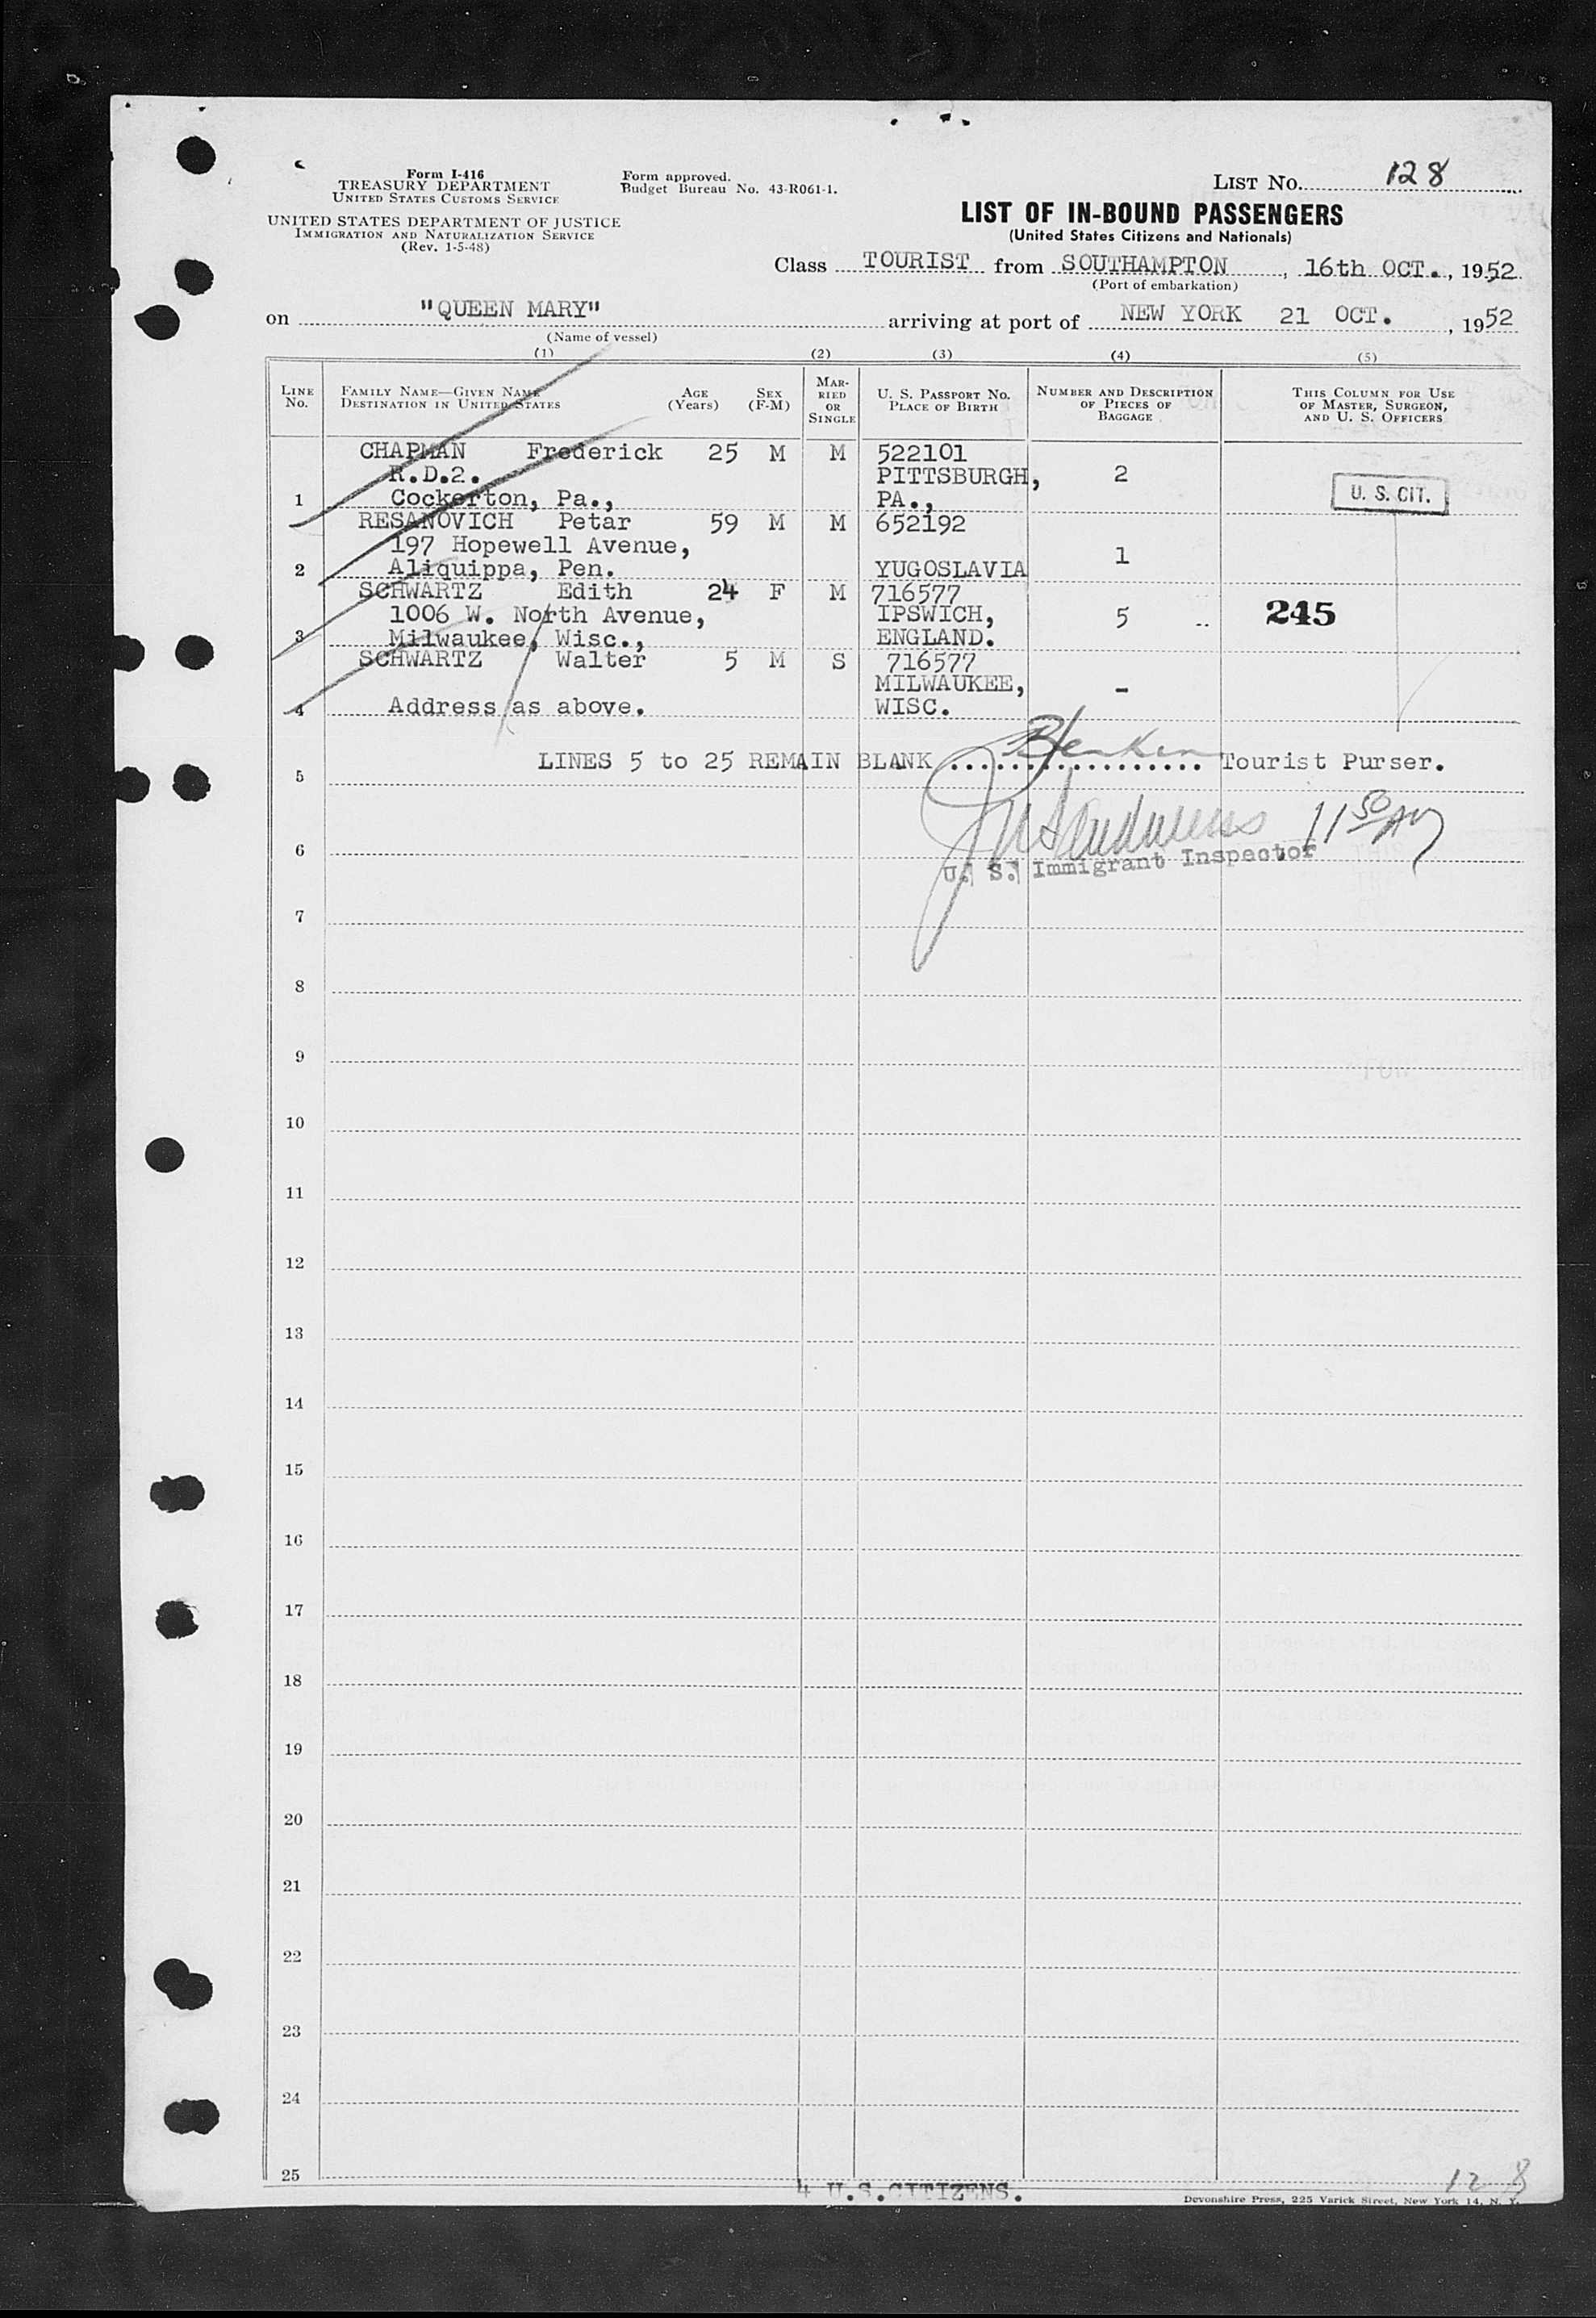 Form I-416
TREASURY DEPARTMENT
UNITED STATES CUSTOMS SERVICE
UNITED STATES DEPARTMENT OF JUSTICE
IMMIGRATION AND NATURALIZATION SERVICE
(Rev. 1-5-48)
Form approved.
Budget Bureau No. 43-R061-1.
LIST NO. 128
LIST OF IN-BOUND PASSENGERS
(United States Citizens and Nationals)
Class TOURIST from SOUTHAMPTON, 16th OCT., 1952
(Port of embarkation)
on "QUEEN MARY" arriving at port of NEW YORK 21 OCT., 1952
(Name of vessel)
(1) (2) (3) (4) (5)
LINE No.
FAMILY NAME—GIVEN NAME
DESTINATION IN UNITED STATES
AGE (Years)
SEX (F-M)
MARRIED OR SINGLE
U. S. PASSPORT NO.
PLACE OF BIRTH
NUMBER AND DESCRIPTION OF PIECES OF BAGGAGE
THIS COLUMN FOR USE OF MASTER, SURGEON, AND U. S. OFFICERS
CHAPMAN Frederick 25 M M 522101
R.D.2. PITTSBURGH, 2
1 Cockerton, Pa., PA., U. S. CIT.
RESANOVICH Petar 59 M M 652192
197 Hopewell Avenue, 1
2 Aliquippa, Pen. YUGOSLAVIA
SCHWARTZ Edith 24 F M 716577
1006 W. North Avenue, IPSWICH, 5 .. 245
3 Milwaukee, Wisc., ENGLAND.
SCHWARTZ Walter 5 M S 716577
MILWAUKEE, -
4 Address as above. WISC.
LINES 5 to 25 REMAIN BLANK .................. Tourist Purser.
5
11 50 AM
6
U. S. Immigrant Inspector
7
8
9
10
11
12
13
14
15
16
17
18
19
20
21
22
23
24
25
128
4 U.S.CITIZENS.
Devonshire Press, 225 Varick Street, New York 14, N. Y.